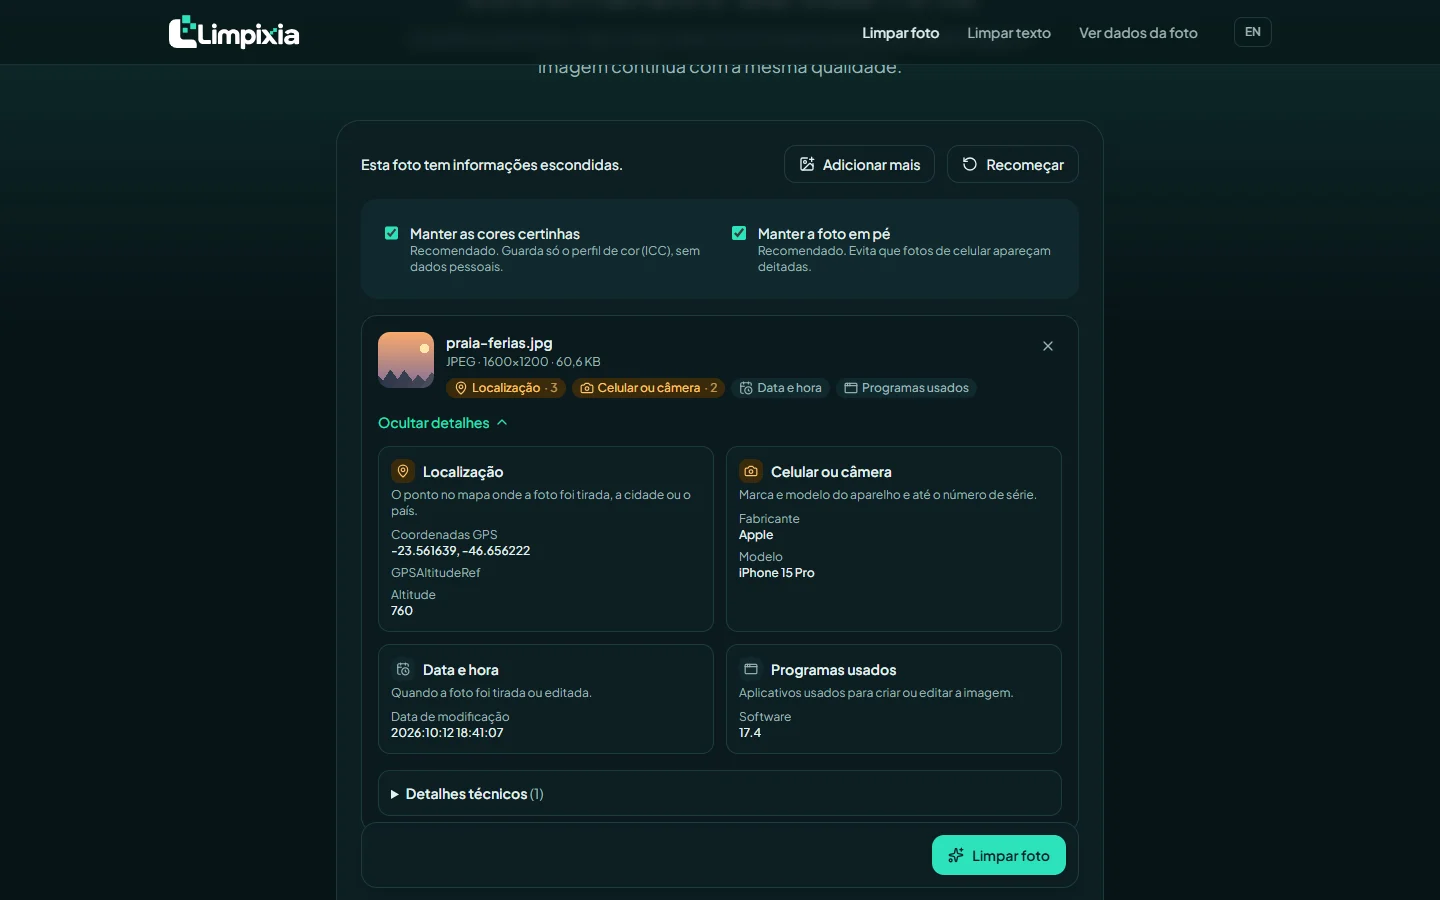 Limpixia
Limpar foto
Limpar texto
Ver dados da foto
EN
imagem continua com a mesma qualidade.
Esta foto tem informações escondidas.
Adicionar mais
Recomeçar
Manter as cores certinhas
Recomendado. Guarda só o perfil de cor (ICC), sem
dados pessoais.
Manter a foto em pé
Recomendado. Evita que fotos de celular apareçam
deitadas.
praia-ferias.jpg
JPEG · 1600×1200 · 60,6 KB
Localização · 3
Celular ou câmera · 2
Data e hora
Programas usados
Ocultar detalhes
Localização
O ponto no mapa onde a foto foi tirada, a cidade ou o
país.
Coordenadas GPS
-23.561639, -46.656222
GPSAltitudeRef
Altitude
760
Celular ou câmera
Marca e modelo do aparelho e até o número de série.
Fabricante
Apple
Modelo
iPhone 15 Pro
Data e hora
Quando a foto foi tirada ou editada.
Data de modificação
2026:10:12 18:41:07
Programas usados
Aplicativos usados para criar ou editar a imagem.
Software
17.4
Detalhes técnicos (1)
Limpar foto